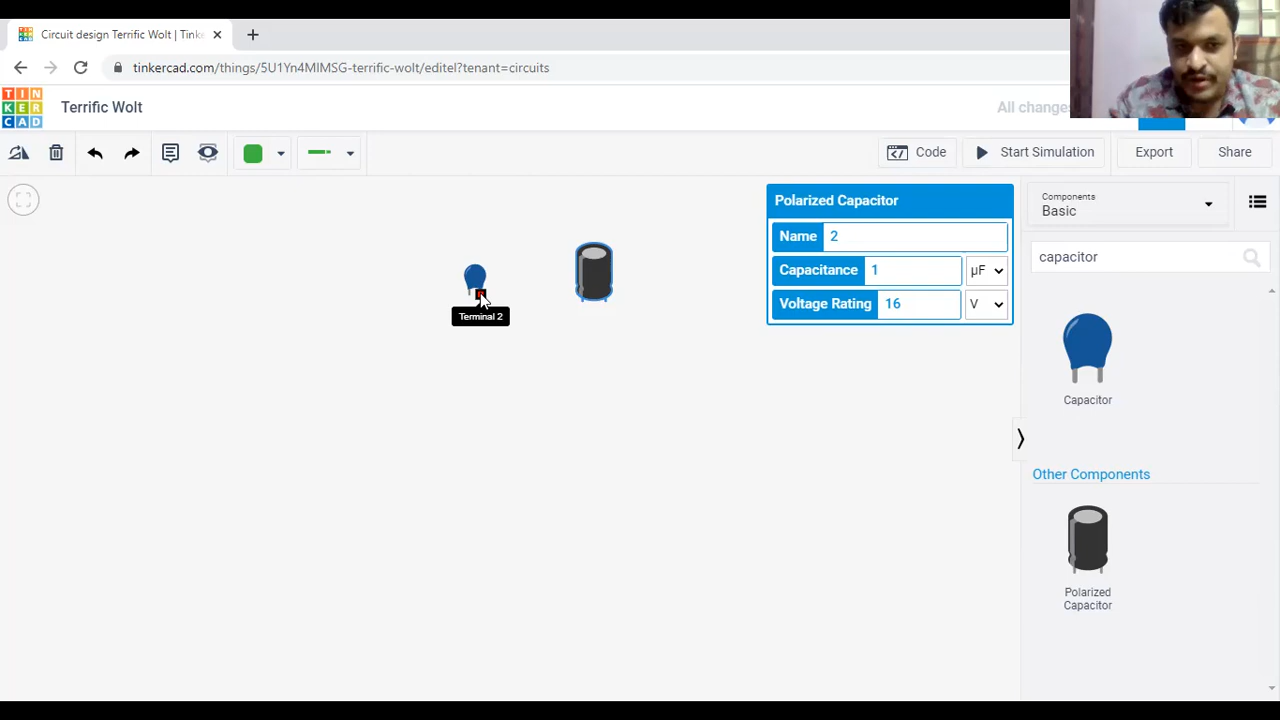 Circuit design Terrific Wolt | Tink
tinkercad.com/things/5U1Yn4MIMSG-terrific-wolt/editel?tenant=circuits
TIN
KER
CAD
Terrific Wolt
All change
Code
Start Simulation
Export
Share
Polarized Capacitor
Name 2
Capacitance 1 µF
Voltage Rating 16 V
Terminal 2
Components
Basic
capacitor
Capacitor
Other Components
Polarized
Capacitor